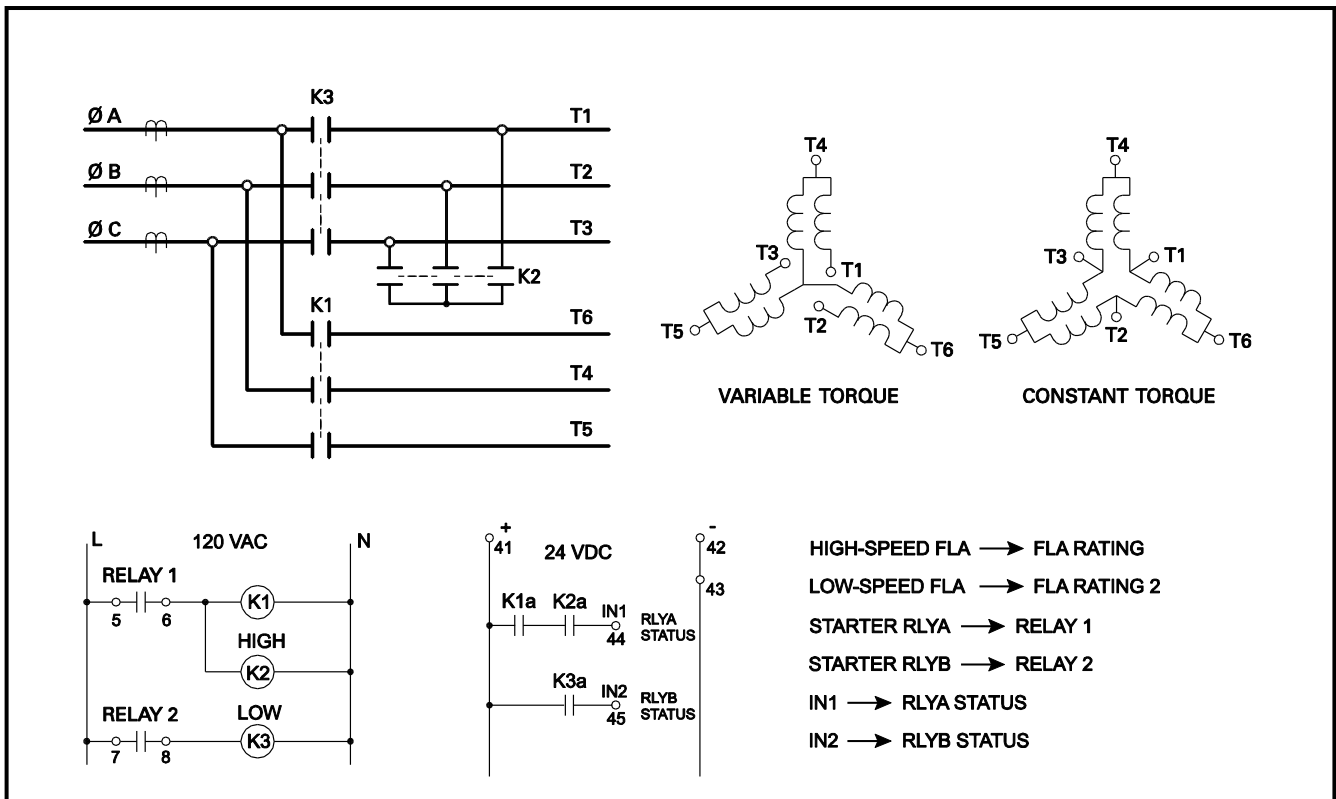 K3
Ø A
T1
Ø B
T2
Ø C
T3
K2
K1
T6
T4
T5
T4
T3
T1
T2
T5
T6
VARIABLE TORQUE
T4
T3
T1
T2
T5
T6
CONSTANT TORQUE
L
120 VAC
N
RELAY 1
5
6
K1
HIGH
K2
RELAY 2
LOW
7
8
K3
+
41
24 VDC
-
42
43
K1a
K2a
IN1
44
RLYA
STATUS
K3a
IN2
45
RLYB
STATUS
HIGH-SPEED FLA → FLA RATING
LOW-SPEED FLA → FLA RATING 2
STARTER RLYA → RELAY 1
STARTER RLYB → RELAY 2
IN1 → RLYA STATUS
IN2 → RLYB STATUS